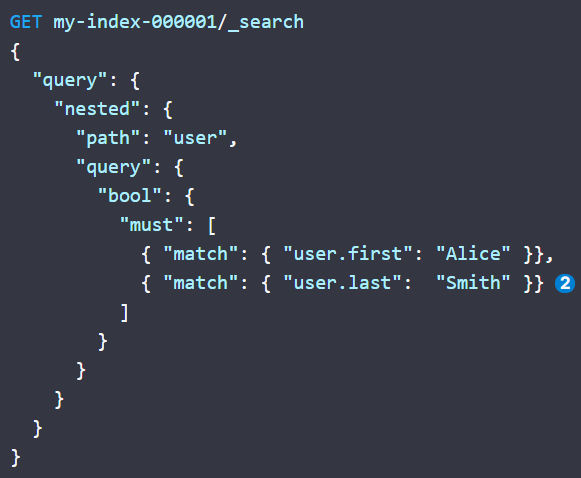 GET my-index-000001/_search
{
  "query": {
    "nested": {
      "path": "user",
      "query": {
        "bool": {
          "must": [
            { "match": { "user.first": "Alice" }},
            { "match": { "user.last":  "Smith" }} 2
          ]
        }
      }
    }
  }
}